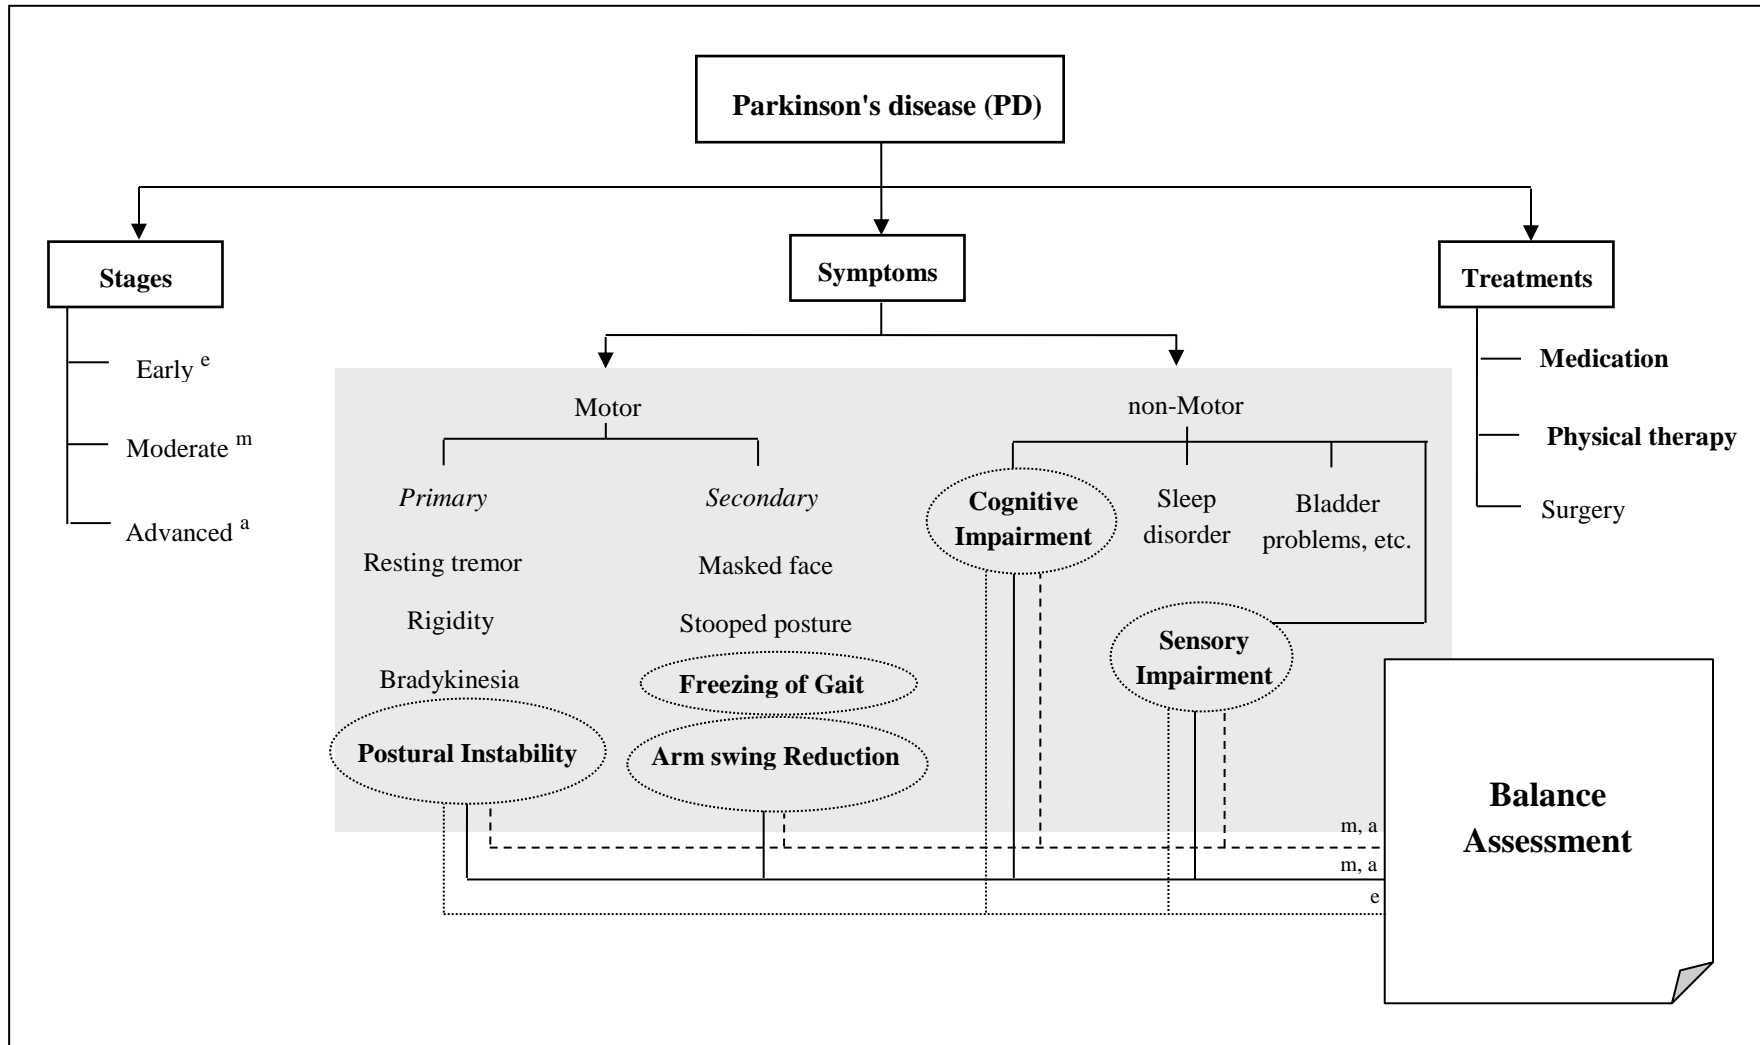 Parkinson's disease (PD)
Stages
Early e
Moderate m
Advanced a
Symptoms
Motor
Primary
Resting tremor
Rigidity
Bradykinesia
Postural Instability
Secondary
Masked face
Stooped posture
Freezing of Gait
Arm swing Reduction
non-Motor
Cognitive
Impairment
Sleep
disorder
Bladder
problems, etc.
Sensory
Impairment
Treatments
Medication
Physical therapy
Surgery
m, a
m, a
e
Balance
Assessment